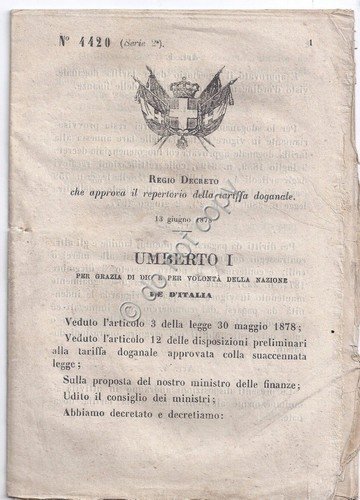 N° 4420 (Serie 2ª). 1
REGIO DECRETO
che approva il repertorio della tariffa doganale.
13 giugno 1878
UMBERTO I
PER GRAZIA DI DIO E PER VOLONTÀ DELLA NAZIONE
RE D'ITALIA
Veduto l'articolo 3 della legge 30 maggio 1878;
Veduto l'articolo 12 delle disposizioni preliminari
alla tariffa doganale approvata colla suaccennata
legge;
Sulla proposta del nostro ministro delle finanze;
Udito il consiglio dei ministri;
Abbiamo decretato e decretiamo:
do not copy